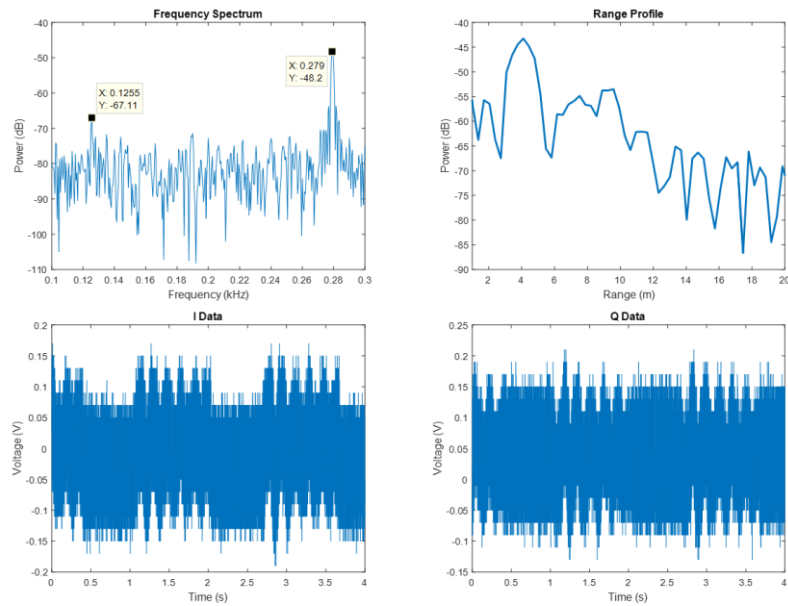 Frequency Spectrum
-40
-50
-60
-70
-80
-90
-100
-110
Power (dB)
X: 0.1255
Y: -67.11
X: 0.279
Y: -48.2
0.1 0.12 0.14 0.16 0.18 0.2 0.22 0.24 0.26 0.28 0.3
Frequency (kHz)
Range Profile
-40
-45
-50
-55
-60
-65
-70
-75
-80
-85
-90
Power (dB)
2 4 6 8 10 12 14 16 18 20
Range (m)
I Data
0.2
0.15
0.1
0.05
0
-0.05
-0.1
-0.15
-0.2
Voltage (V)
0 0.5 1 1.5 2 2.5 3 3.5 4
Time (s)
Q Data
0.25
0.2
0.15
0.1
0.05
0
-0.05
-0.1
-0.15
Voltage (V)
0 0.5 1 1.5 2 2.5 3 3.5 4
Time (s)